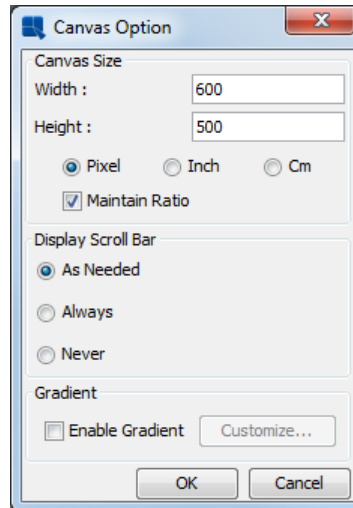 Canvas Option
Canvas Size
Width :
600
Height :
500
Pixel Inch Cm
Maintain Ratio
Display Scroll Bar
As Needed
Always
Never
Gradient
Enable Gradient Customize...
OK Cancel